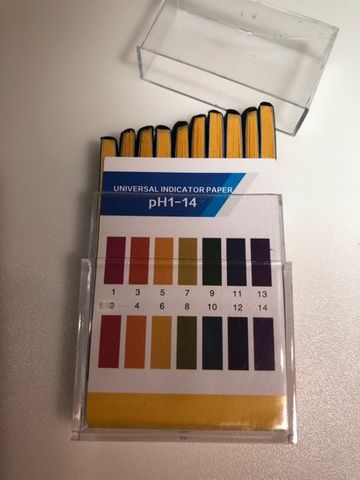 UNIVERSAL INDICATOR PAPER
pH1-14
1 3 5 7 9 11 13
2 4 6 8 10 12 14